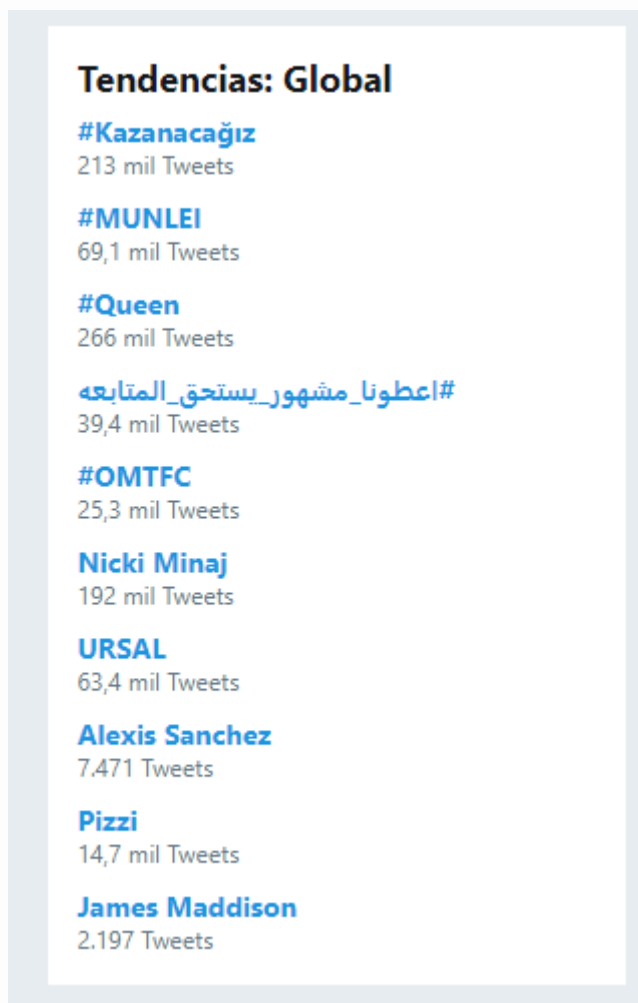 Tendencias: Global
#Kazanacağız
213 mil Tweets
#MUNLEI
69,1 mil Tweets
#Queen
266 mil Tweets
#اعطونا_مشهور_يستحق_المتابعه
39,4 mil Tweets
#OMTFC
25,3 mil Tweets
Nicki Minaj
192 mil Tweets
URSAL
63,4 mil Tweets
Alexis Sanchez
7.471 Tweets
Pizzi
14,7 mil Tweets
James Maddison
2.197 Tweets